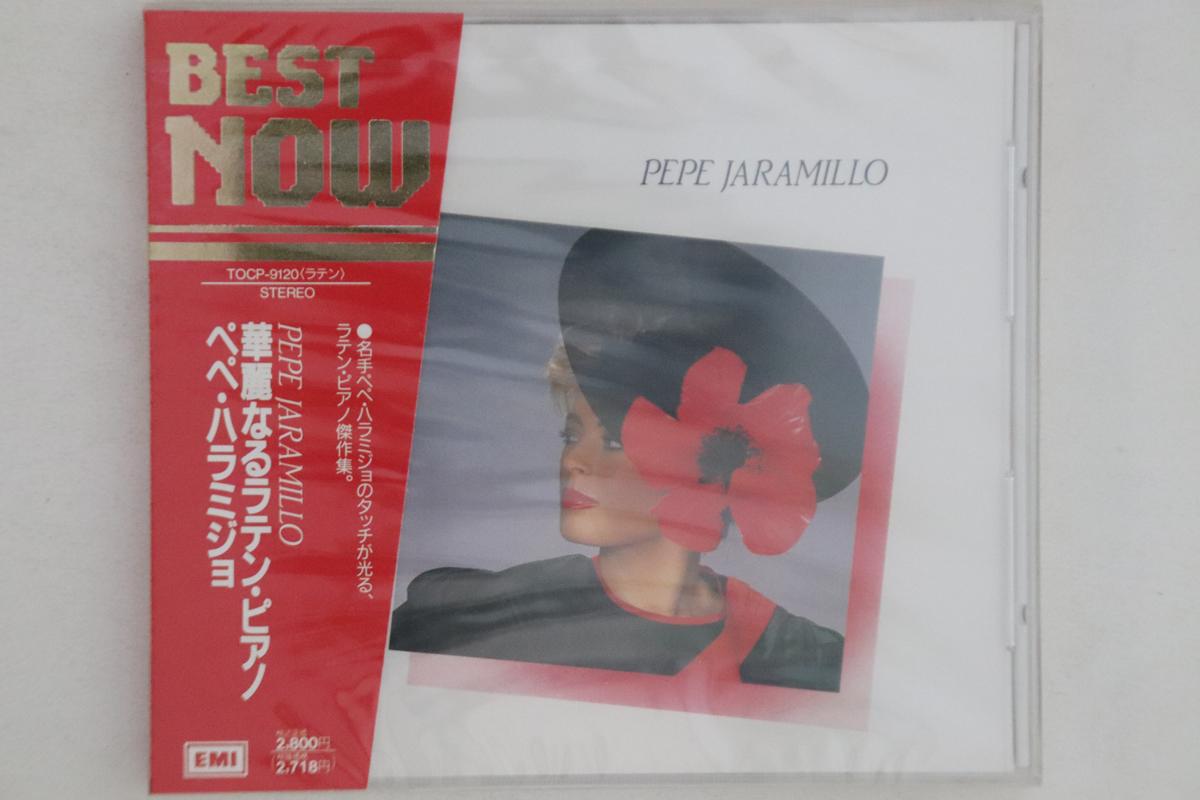 BEST
NOW
TOCP-9120〈ラテン〉
STEREO
●名手ペペ・ハラミジョのタッチが光る、
ラテン・ピアノ傑作集。
PEPE JARAMILLO
華麗なるラテン・ピアノ
ペペ・ハラミジョ
EMI
2,800円
2,718円
PEPE JARAMILLO